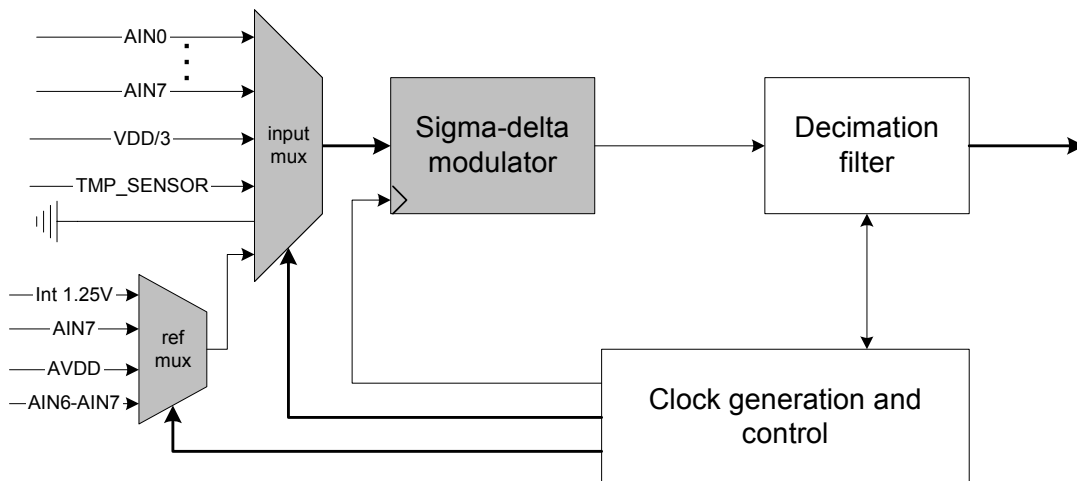 AIN0
AIN7
VDD/3
TMP_SENSOR
input
mux
Sigma-delta
modulator
Decimation
filter
Int 1.25V
AIN7
AVDD
AIN6-AIN7
ref
mux
Clock generation and
control